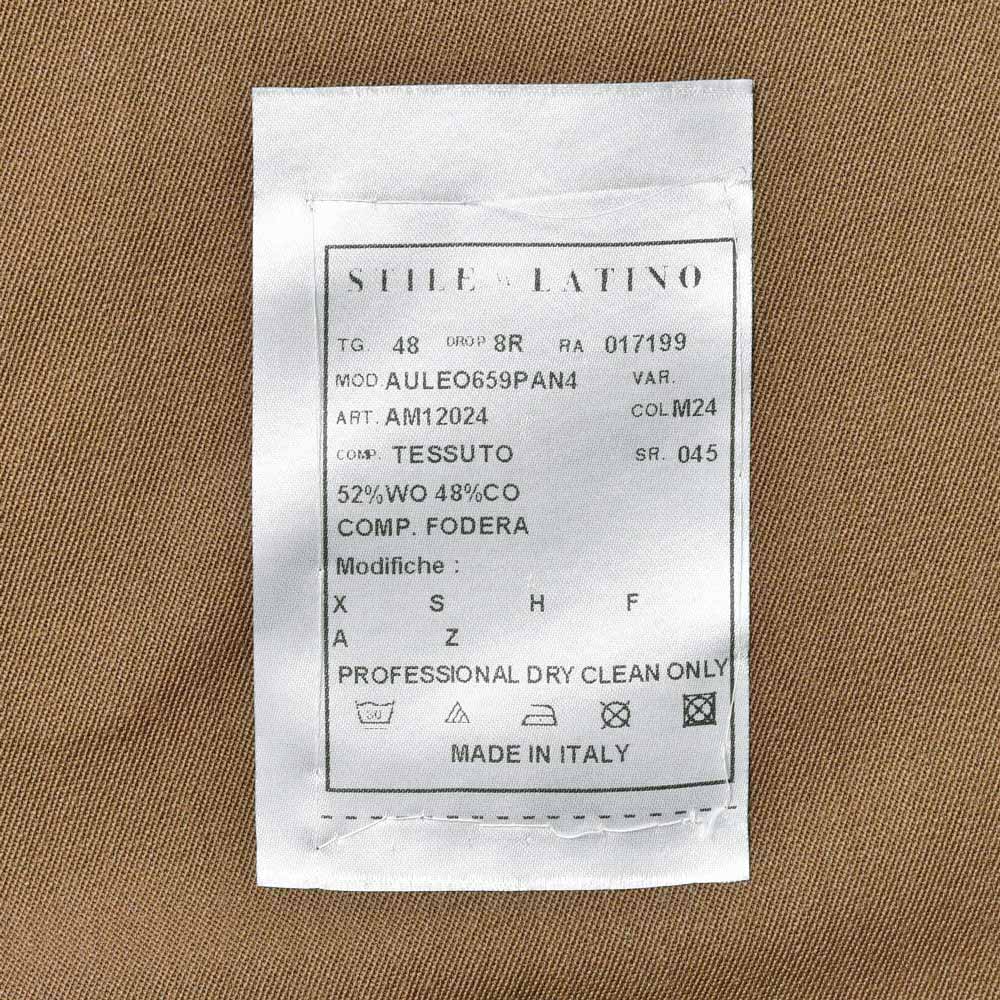 STILE LATINO
TG. 48 DROP 8R RA 017199
MOD. AULEO659PAN4 VAR.
ART. AM12024 COL M24
COMP. TESSUTO SR. 045
52%WO 48%CO
COMP. FODERA
Modifiche :
X S H F
A Z
PROFESSIONAL DRY CLEAN ONLY
30
MADE IN ITALY